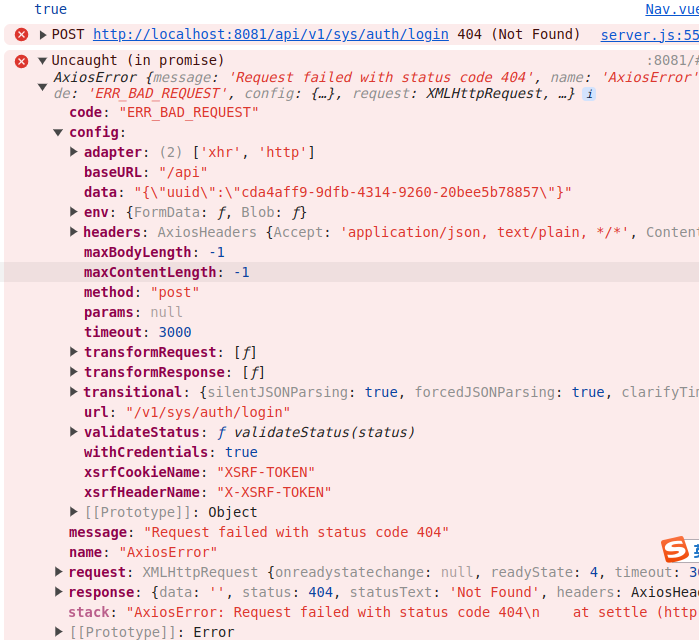 true Nav.vue
POST http://localhost:8081/api/v1/sys/auth/login 404 (Not Found) server.js:55
Uncaught (in promise) :8081/#
AxiosError {message: 'Request failed with status code 404', name: 'AxiosError'
de: 'ERR_BAD_REQUEST', config: {…}, request: XMLHttpRequest, …} i
code: "ERR_BAD_REQUEST"
config:
adapter: (2) ['xhr', 'http']
baseURL: "/api"
data: "{\"uuid\":\"cda4aff9-9dfb-4314-9260-20bee5b78857\"}"
env: {FormData: ƒ, Blob: ƒ}
headers: AxiosHeaders {Accept: 'application/json, text/plain, */*', Content
maxBodyLength: -1
maxContentLength: -1
method: "post"
params: null
timeout: 3000
transformRequest: [ƒ]
transformResponse: [ƒ]
transitional: {silentJSONParsing: true, forcedJSONParsing: true, clarifyTim
url: "/v1/sys/auth/login"
validateStatus: ƒ validateStatus(status)
withCredentials: true
xsrfCookieName: "XSRF-TOKEN"
xsrfHeaderName: "X-XSRF-TOKEN"
[[Prototype]]: Object
message: "Request failed with status code 404"
name: "AxiosError"
request: XMLHttpRequest {onreadystatechange: null, readyState: 4, timeout: 30
response: {data: '', status: 404, statusText: 'Not Found', headers: AxiosHea
stack: "AxiosError: Request failed with status code 404\n    at settle (http
[[Prototype]]: Error